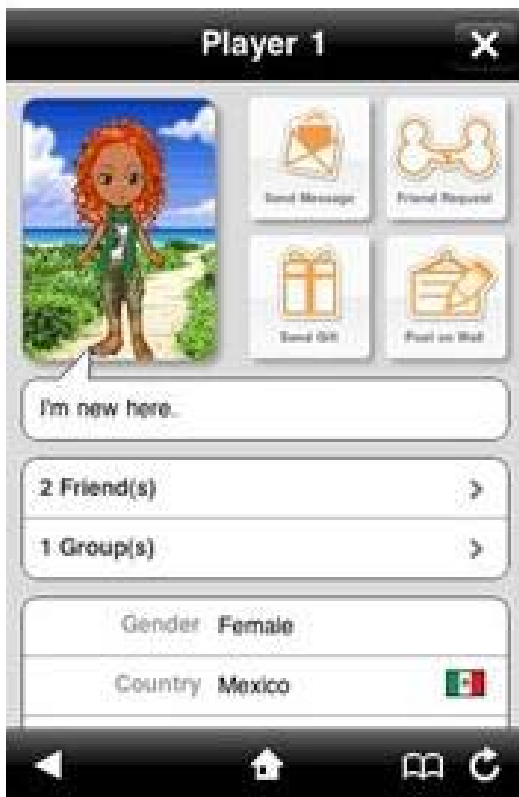 Player 1
Send Message
Friend Request
Send Gift
Post on Wall
I'm new here.
2 Friend(s)
1 Group(s)
Gender Female
Country Mexico